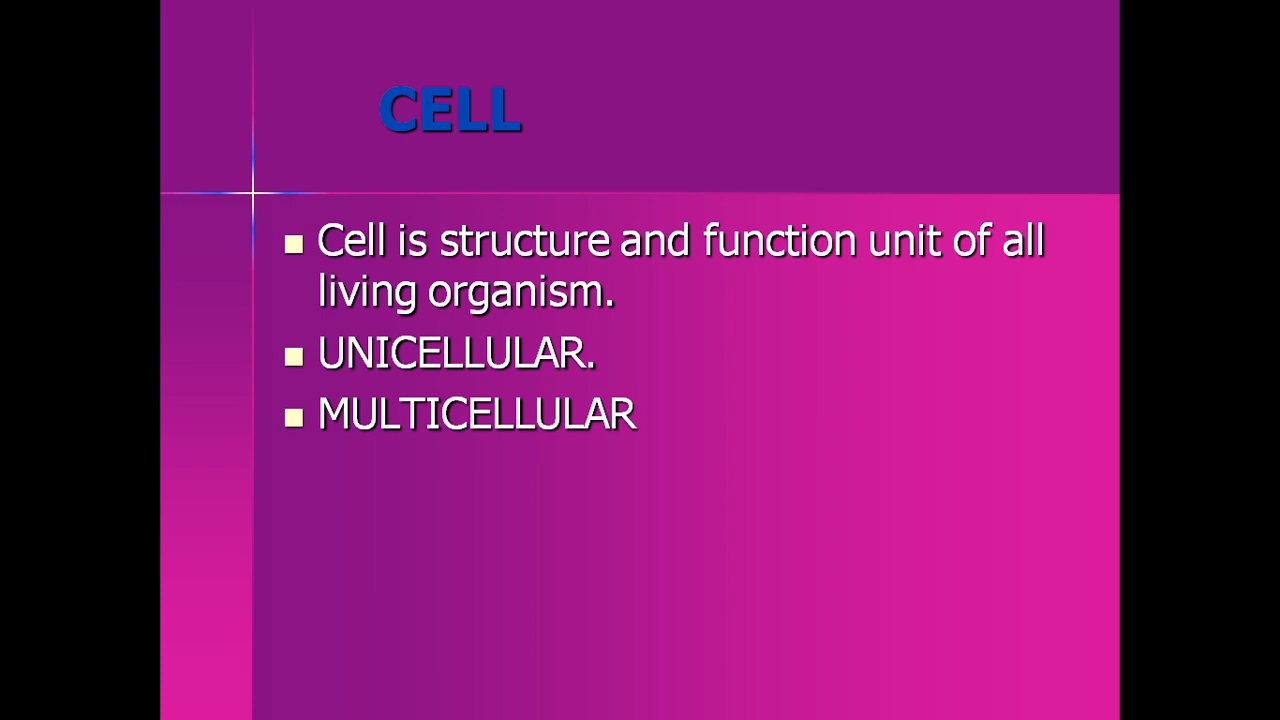 CELL
Cell is structure and function unit of all
living organism.
UNICELLULAR.
MULTICELLULAR